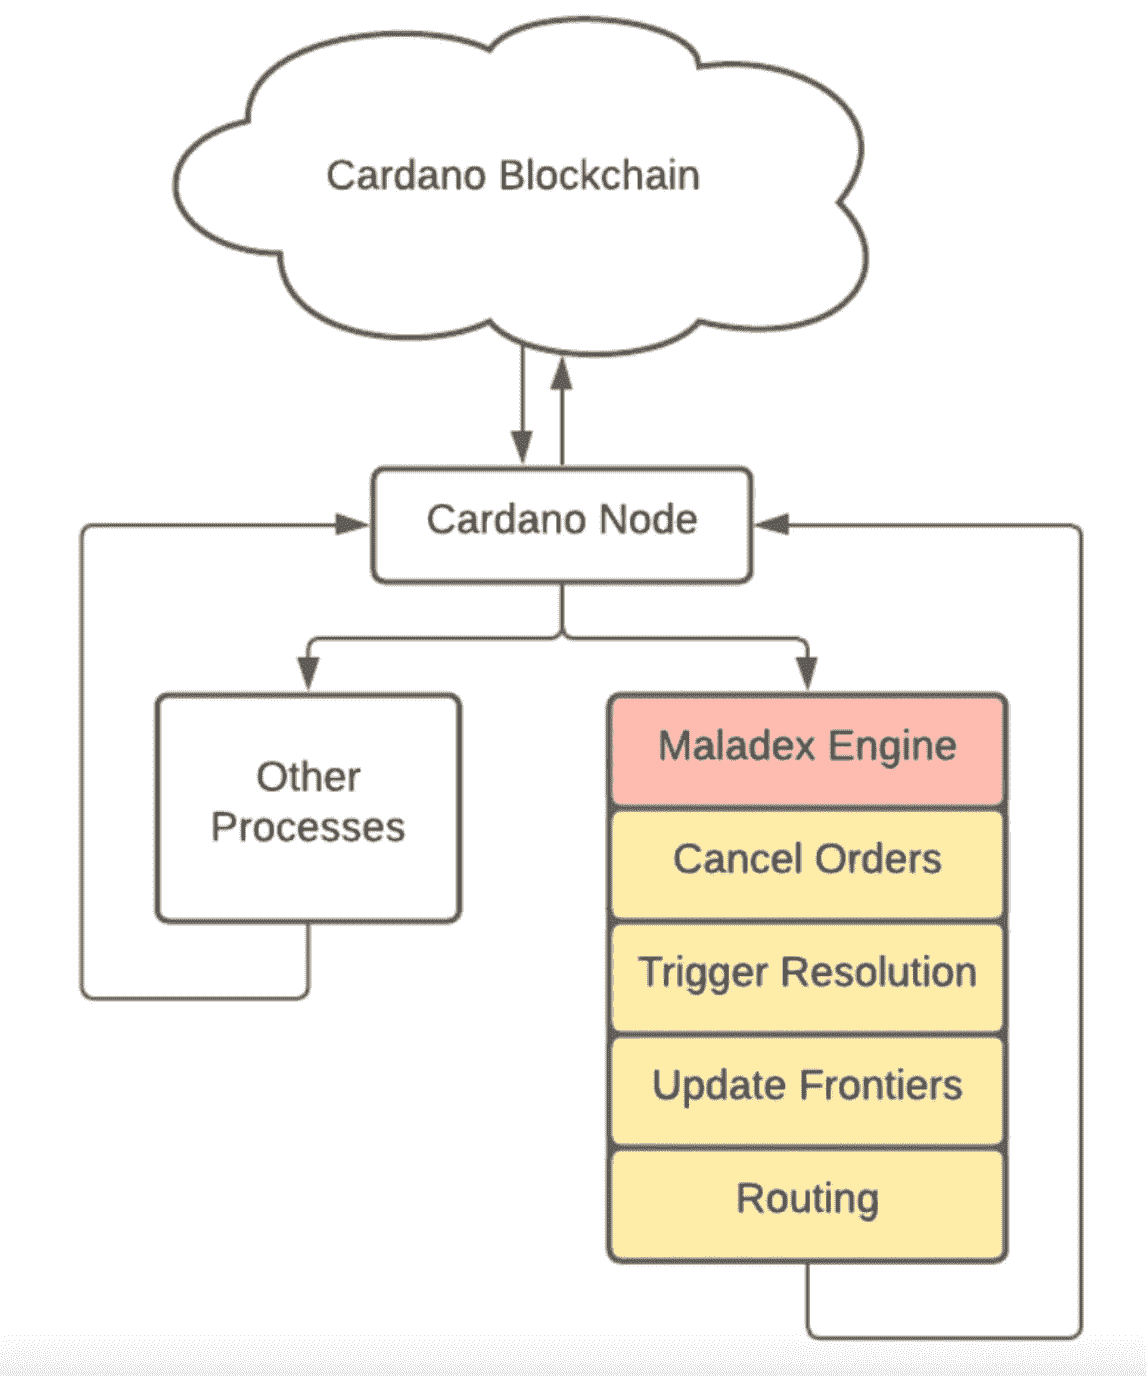 Cardano Blockchain
Cardano Node
Other
Processes
Maladex Engine
Cancel Orders
Trigger Resolution
Update Frontiers
Routing